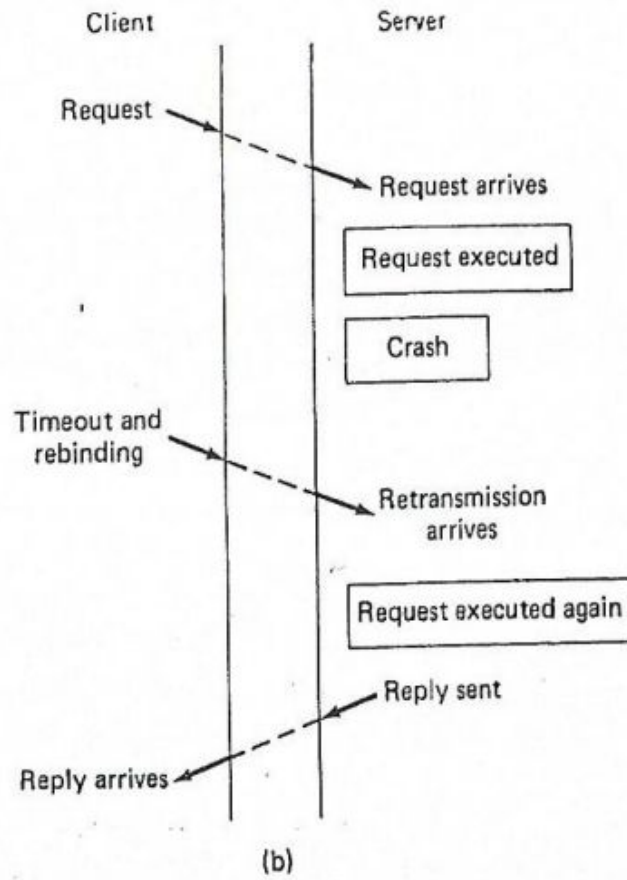 Client
Server
Request
Request arrives
Request executed
Crash
Timeout and
rebinding
Retransmission
arrives
Request executed again
Reply sent
Reply arrives
(b)